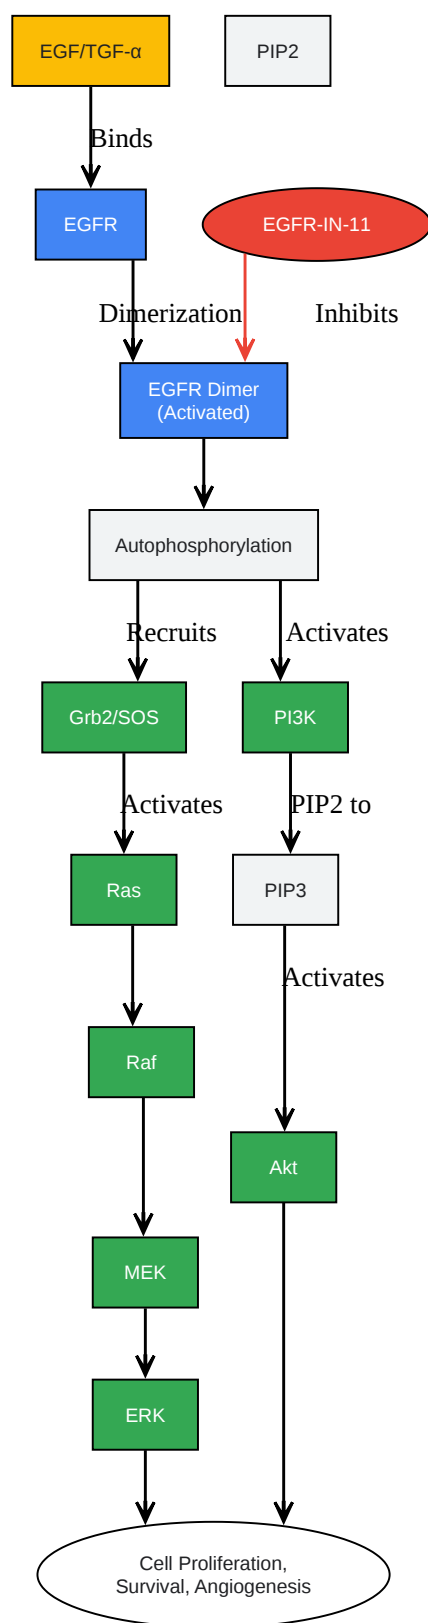 EGF/TGF-α
PIP2
Binds
EGFR
EGFR-IN-11
Dimerization
Inhibits
EGFR Dimer
(Activated)
Autophosphorylation
Recruits
Activates
Grb2/SOS
PI3K
Activates
PIP2 to
Ras
PIP3
Activates
Raf
Akt
MEK
ERK
Cell Proliferation,
Survival, Angiogenesis